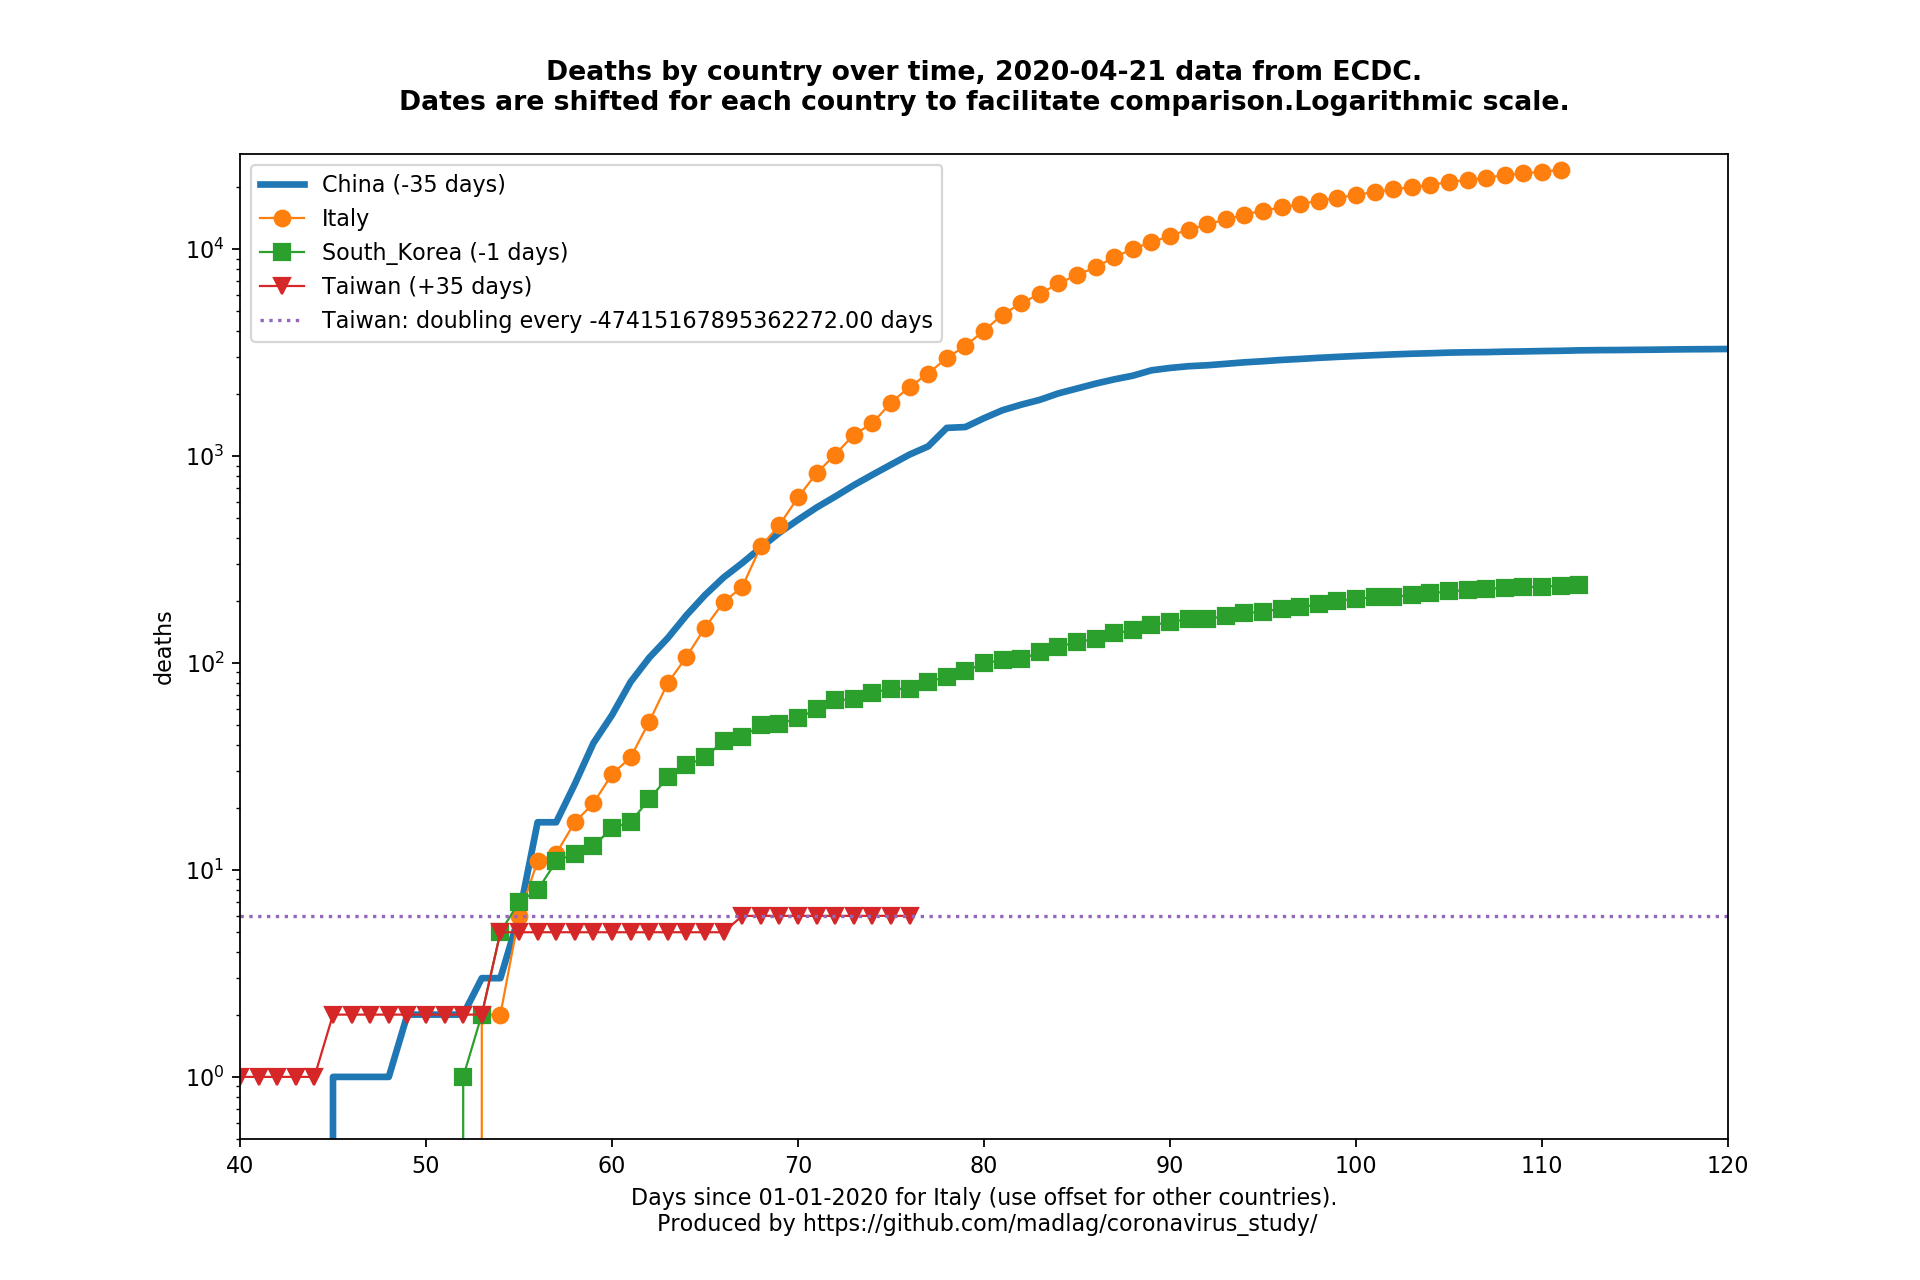 Deaths by country over time, 2020-04-21 data from ECDC.
Dates are shifted for each country to facilitate comparison.Logarithmic scale.
China (-35 days)
Italy
South_Korea (-1 days)
Taiwan (+35 days)
Taiwan: doubling every -47415167895362272.00 days
deaths
10⁴
10³
10²
10¹
10⁰
40 50 60 70 80 90 100 110 120
Days since 01-01-2020 for Italy (use offset for other countries).
Produced by https://github.com/madlag/coronavirus_study/